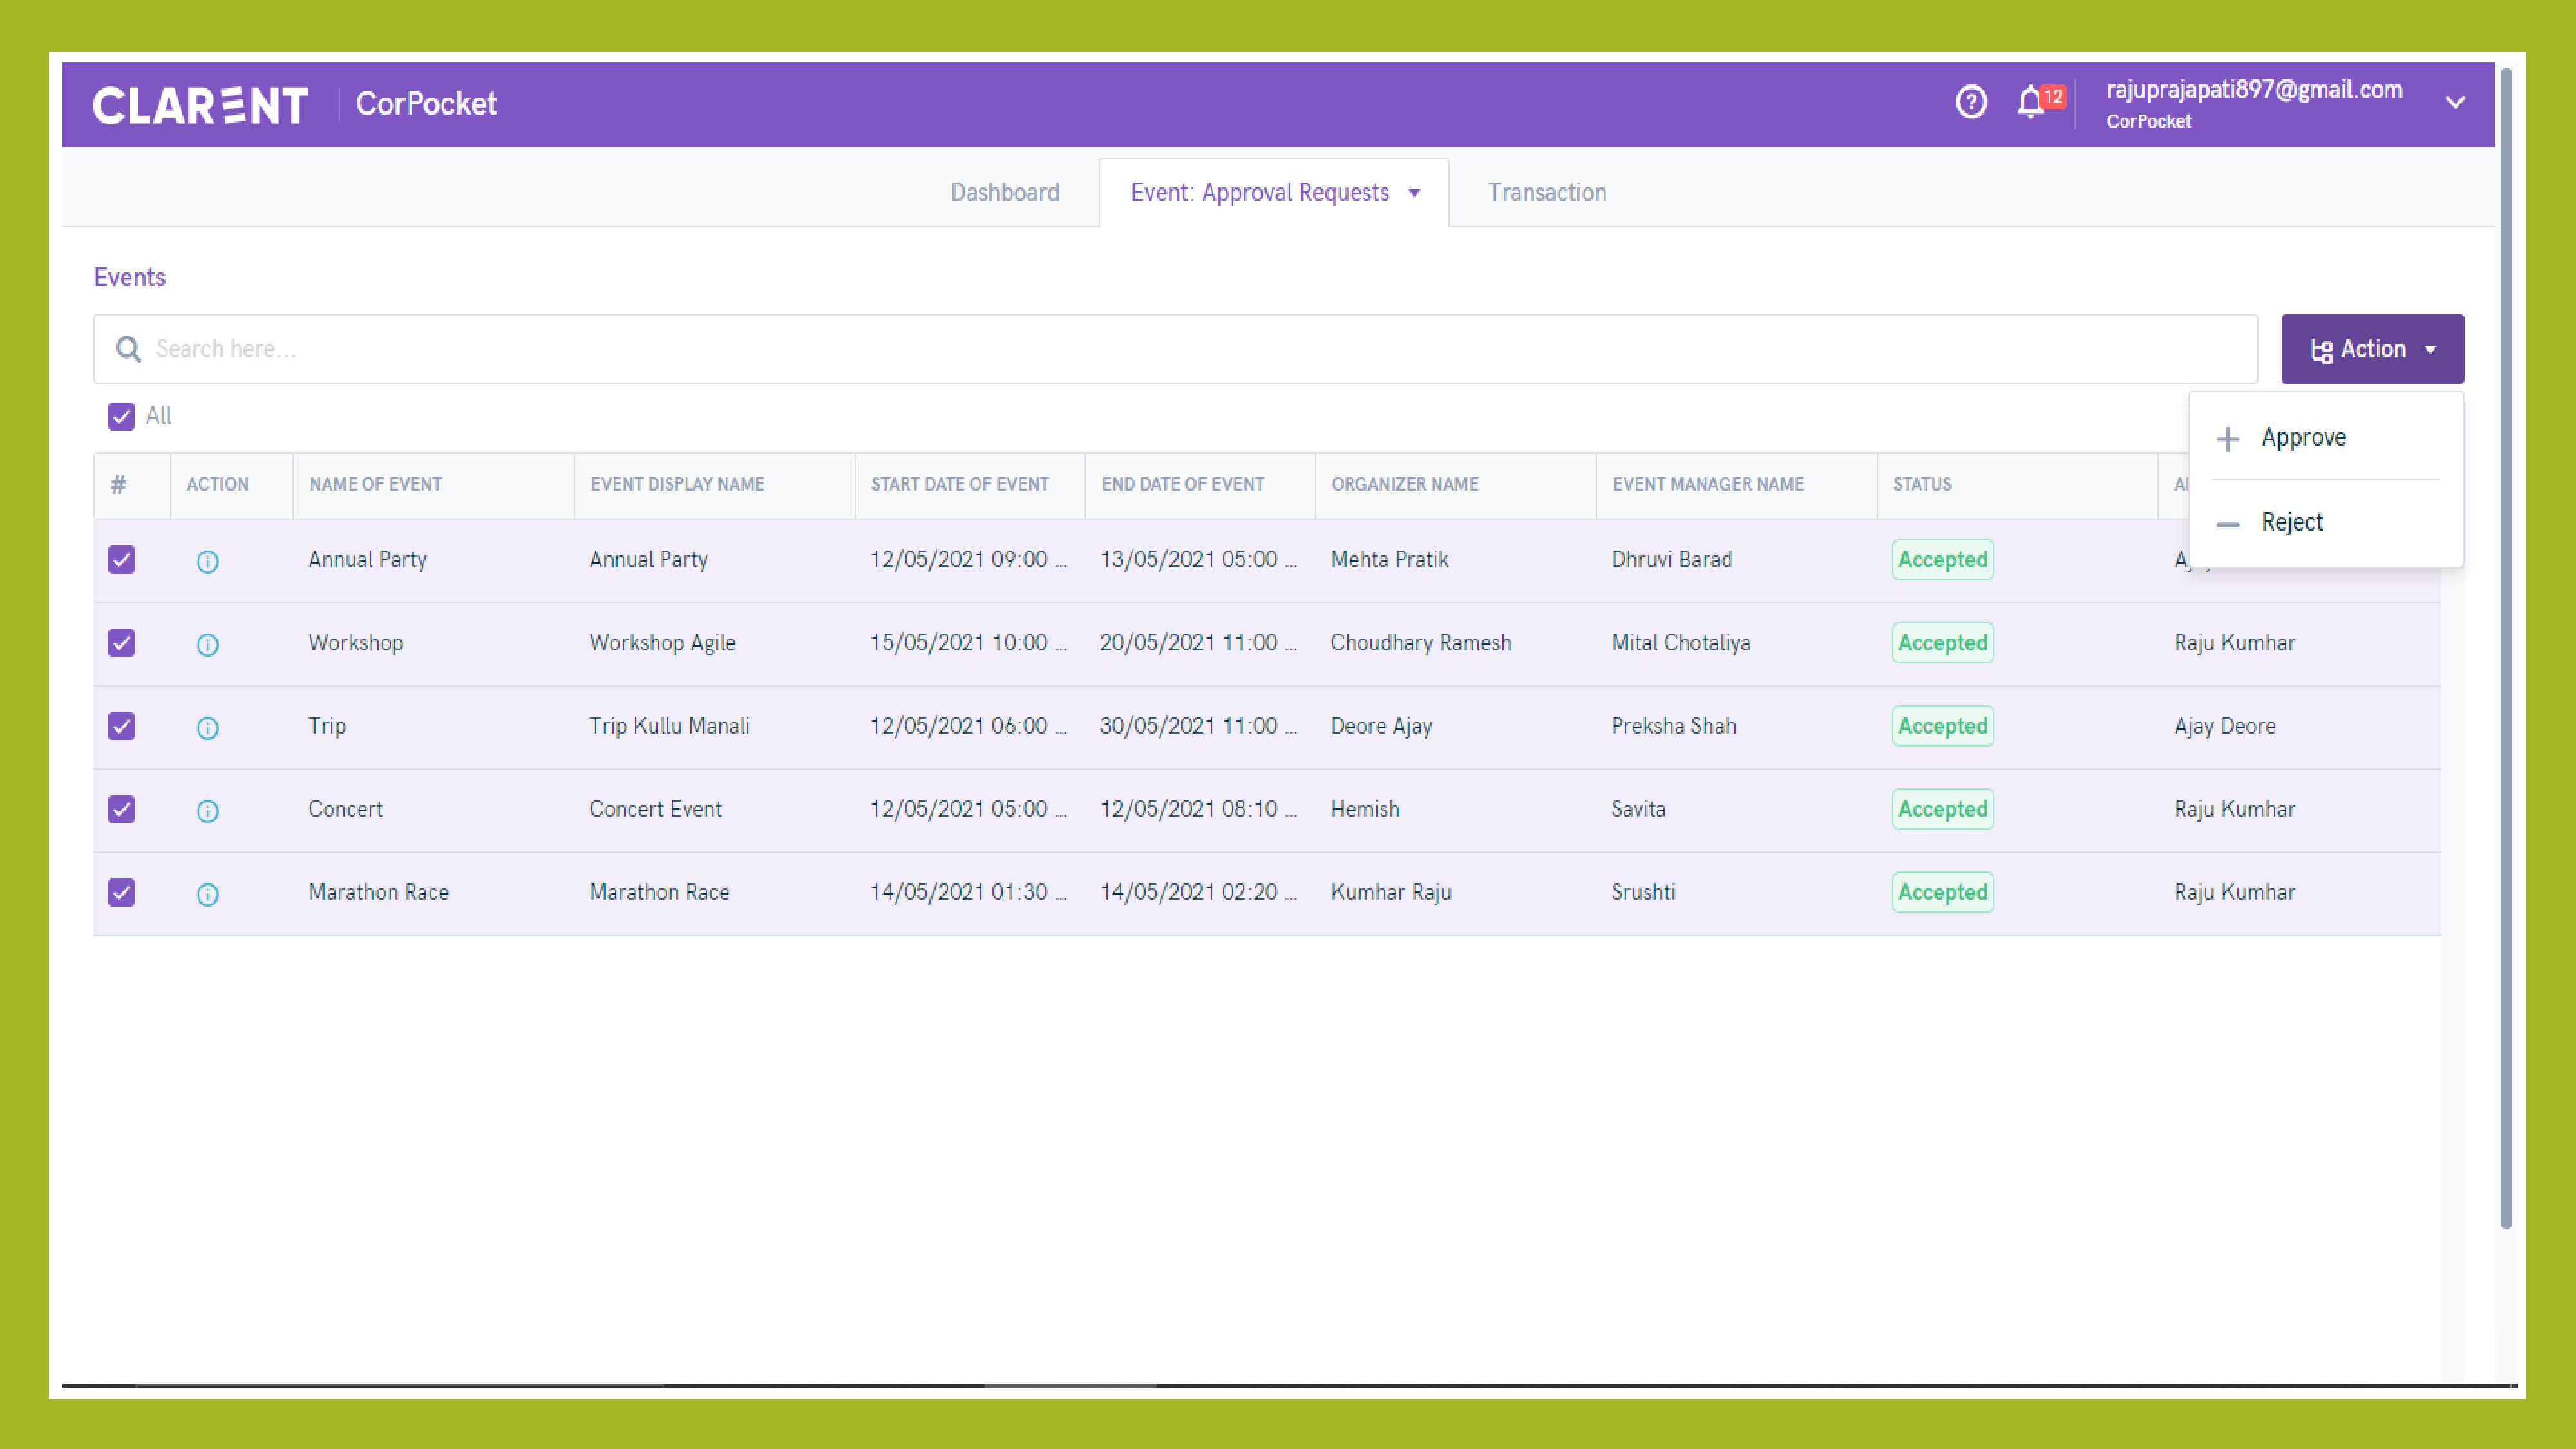 CLARENT CorPocket
? 12 rajuprajapati897@gmail.com
CorPocket
Dashboard Event: Approval Requests Transaction
Events
Search here... Action
All
Approve
Reject
# ACTION NAME OF EVENT EVENT DISPLAY NAME START DATE OF EVENT END DATE OF EVENT ORGANIZER NAME EVENT MANAGER NAME STATUS
Annual Party Annual Party 12/05/2021 09:00 ... 13/05/2021 05:00 ... Mehta Pratik Dhruvi Barad Accepted
Workshop Workshop Agile 15/05/2021 10:00 ... 20/05/2021 11:00 ... Choudhary Ramesh Mital Chotaliya Accepted Raju Kumhar
Trip Trip Kullu Manali 12/05/2021 06:00 ... 30/05/2021 11:00 ... Deore Ajay Preksha Shah Accepted Ajay Deore
Concert Concert Event 12/05/2021 05:00 ... 12/05/2021 08:10 ... Hemish Savita Accepted Raju Kumhar
Marathon Race Marathon Race 14/05/2021 01:30 ... 14/05/2021 02:20 ... Kumhar Raju Srushti Accepted Raju Kumhar